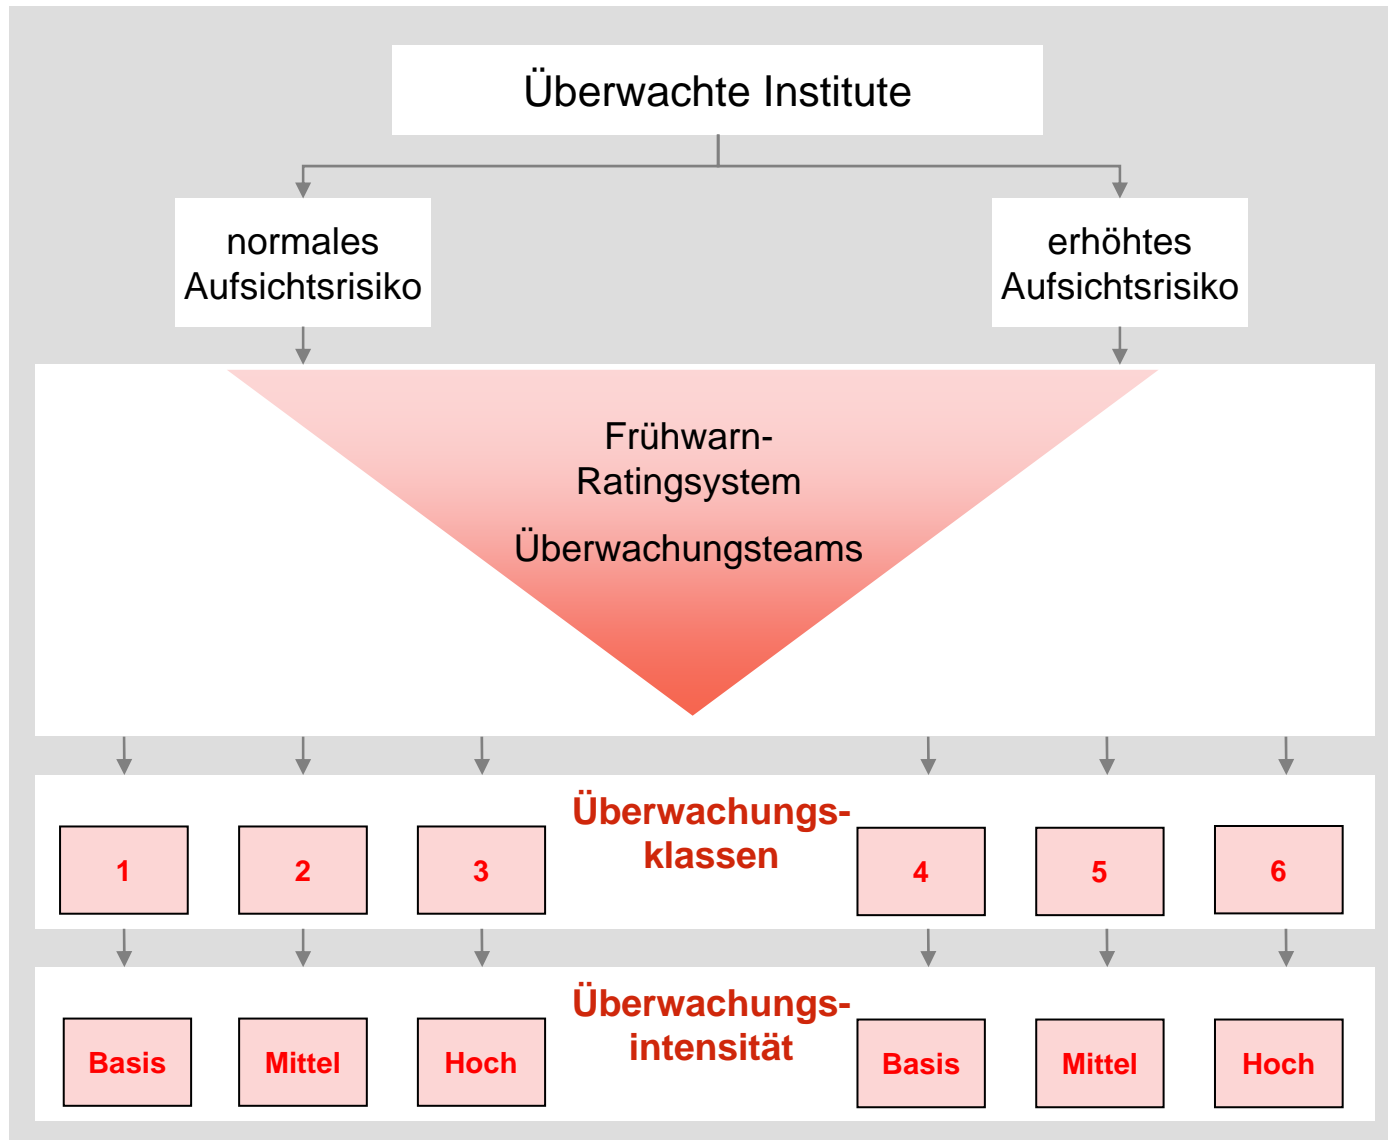 Überwachte Institute
normales
Aufsichtsrisiko
erhöhtes
Aufsichtsrisiko
Frühwarn-
Ratingsystem
Überwachungsteams
Überwachungs-
klassen
1
2
3
4
5
6
Überwachungs-
intensität
Basis
Mittel
Hoch
Basis
Mittel
Hoch